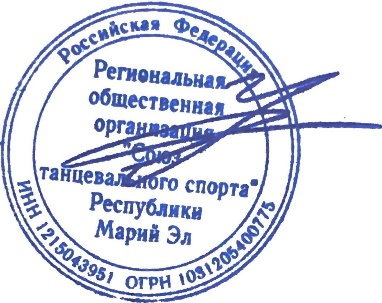 Российская Федерация
Региональная
общественная
организация
"Союз
танцевального спорта"
Республики
Марий Эл
ИНН 1215043951 ОГРН 1031205400775